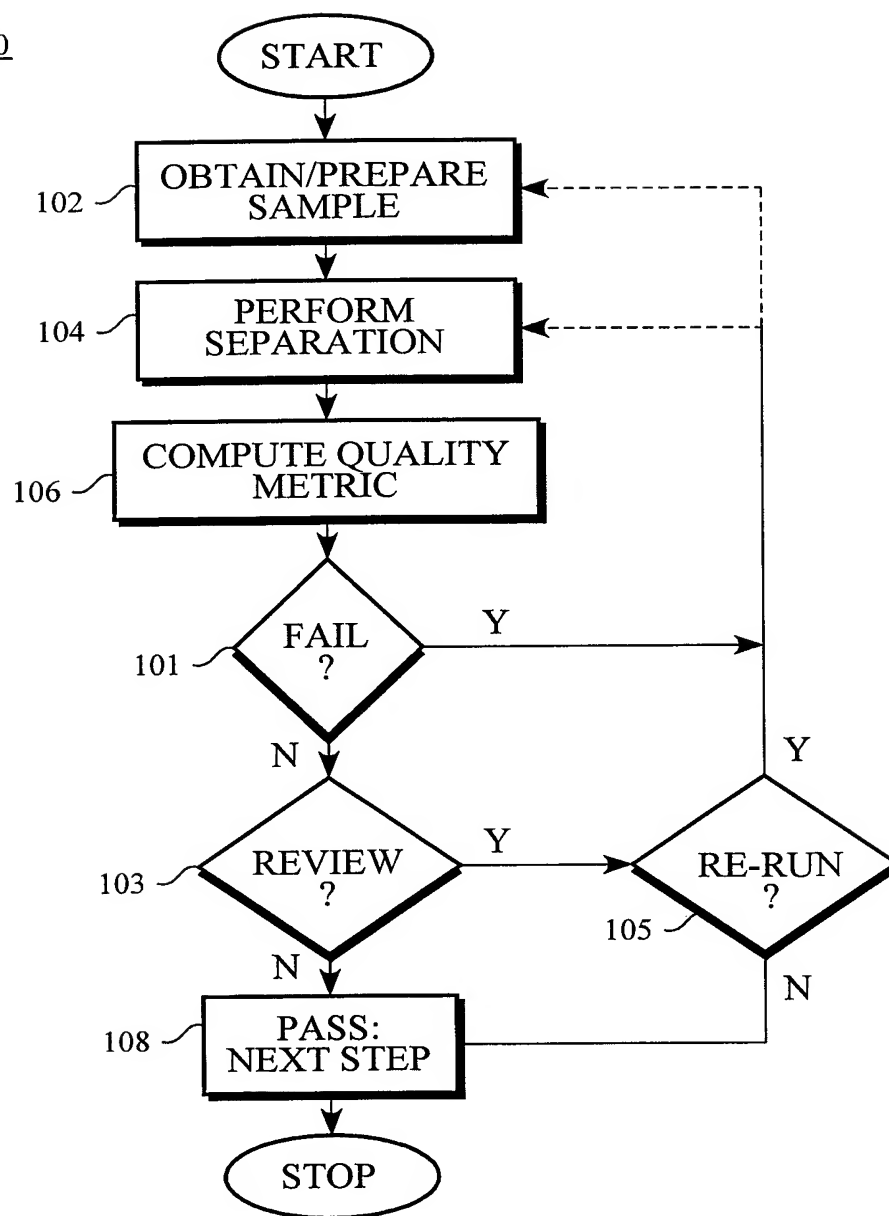 START
102
OBTAIN/PREPARE
SAMPLE
104
PERFORM
SEPARATION
106
COMPUTE QUALITY
METRIC
101
FAIL
?
Y
N
103
REVIEW
?
Y
Y
RE-RUN
?
105
N
N
108
PASS:
NEXT STEP
STOP